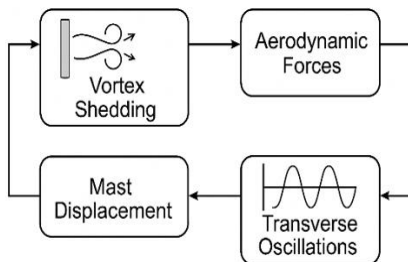 Vortex
Shedding
Aerodynamic
Forces
Mast
Displacement
Transverse
Oscillations